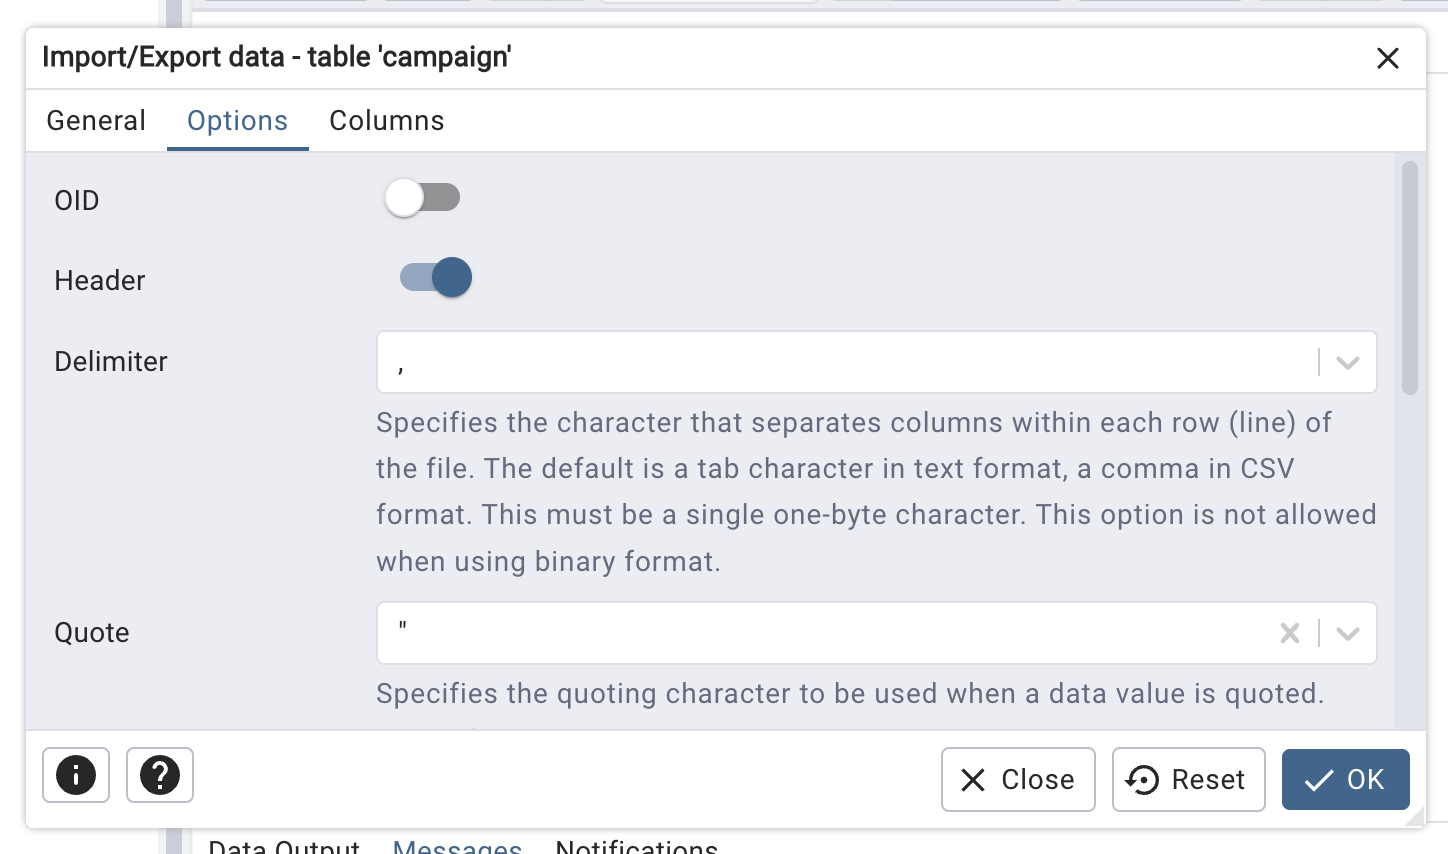 Import/Export data - table 'campaign'
General Options Columns
OID
Header
Delimiter
,
Specifies the character that separates columns within each row (line) of
the file. The default is a tab character in text format, a comma in CSV
format. This must be a single one-byte character. This option is not allowed
when using binary format.
Quote
"
Specifies the quoting character to be used when a data value is quoted.
Close Reset OK
Data Output Messages Notifications